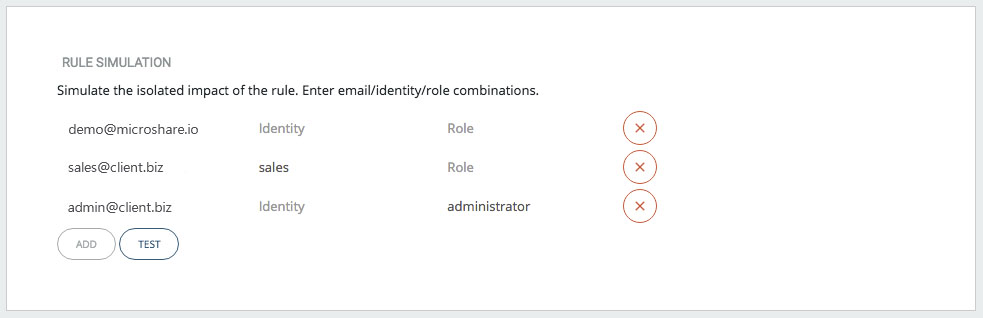 RULE SIMULATION
Simulate the isolated impact of the rule. Enter email/identity/role combinations.
demo@microshare.io Identity Role
sales@client.biz sales Role
admin@client.biz Identity administrator
ADD TEST